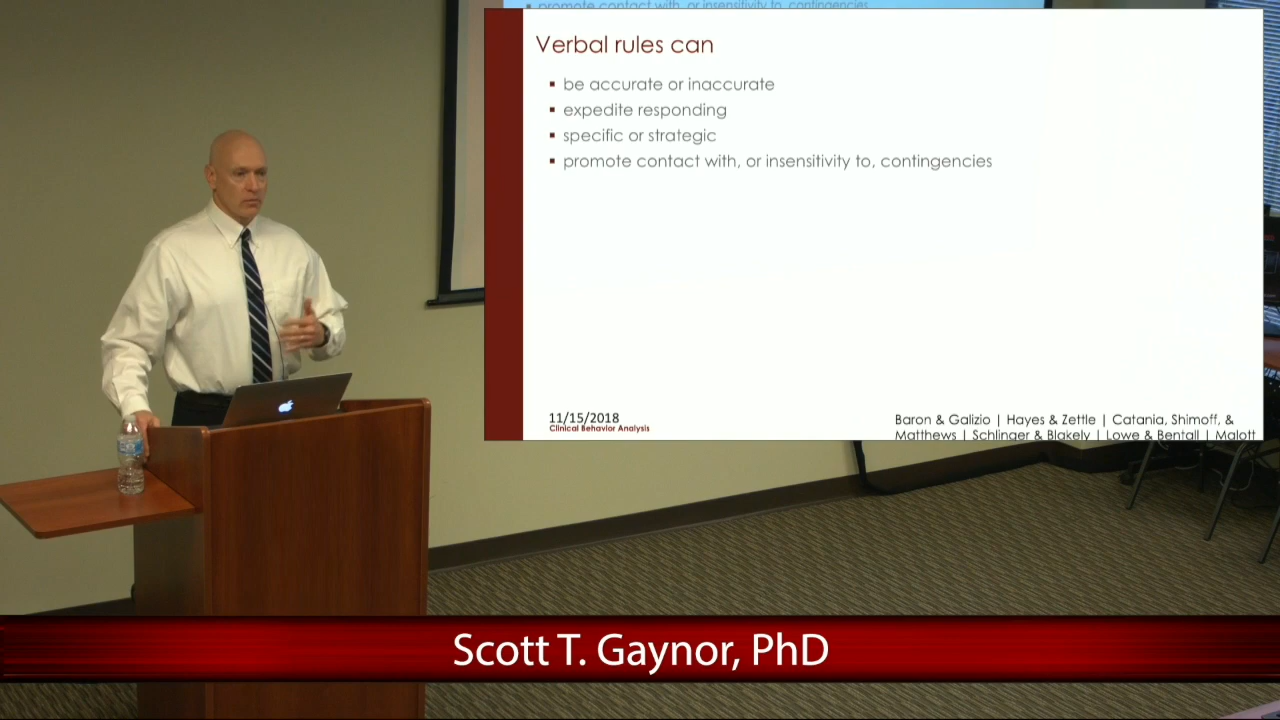 promote contact with, or insensitivity to, contingencies
Verbal rules can
be accurate or inaccurate
expedite responding
specific or strategic
promote contact with, or insensitivity to, contingencies
11/15/2018
Clinical Behavior Analysis
Baron & Galizio | Hayes & Zettle | Catania, Shimoff, &
Matthews | Schlinger & Blakely | Lowe & Bentall | Malott
Scott T. Gaynor, PhD